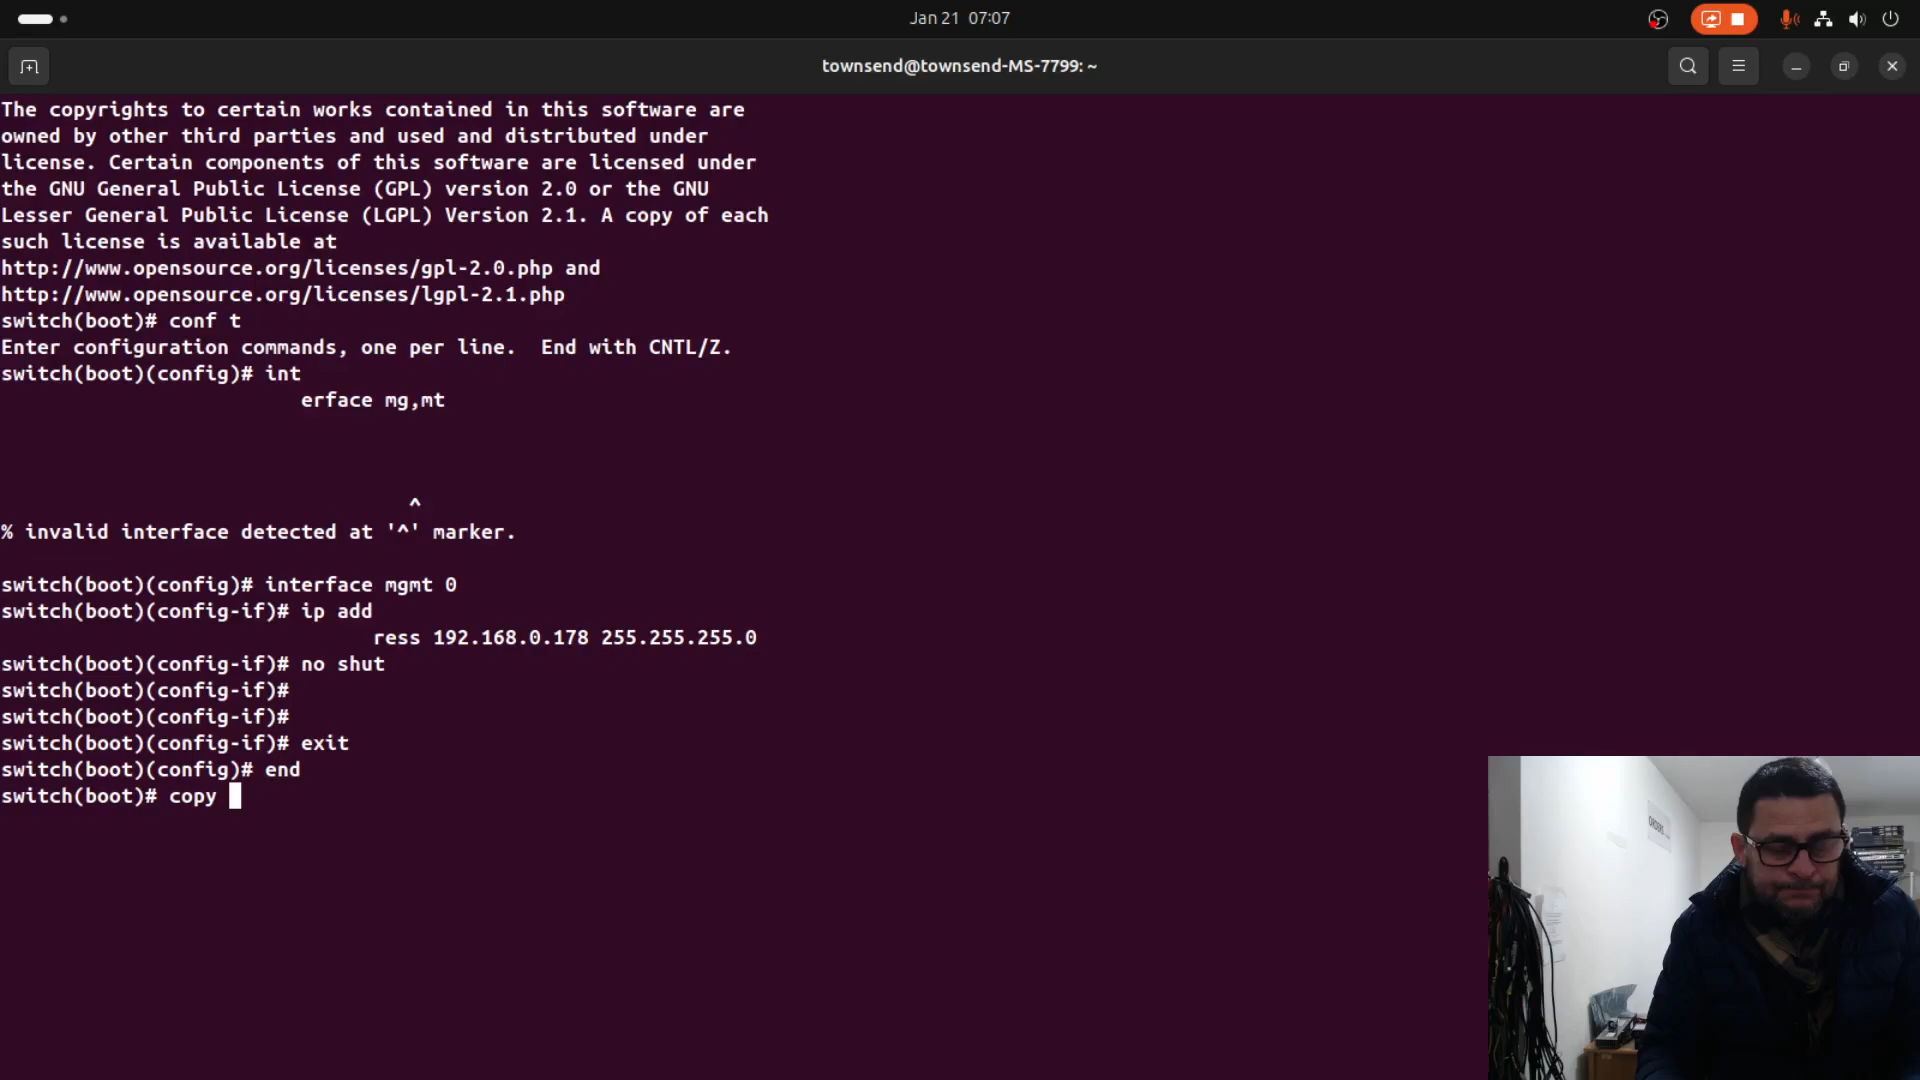 Jan 21 07:07
townsend@townsend-MS-7799: ~
The copyrights to certain works contained in this software are
owned by other third parties and used and distributed under
license. Certain components of this software are licensed under
the GNU General Public License (GPL) version 2.0 or the GNU
Lesser General Public License (LGPL) Version 2.1. A copy of each
such license is available at
http://www.opensource.org/licenses/gpl-2.0.php and
http://www.opensource.org/licenses/lgpl-2.1.php
switch(boot)# conf t
Enter configuration commands, one per line.  End with CNTL/Z.
switch(boot)(config)# int
erface mg,mt
^
% invalid interface detected at '^' marker.
switch(boot)(config)# interface mgmt 0
switch(boot)(config-if)# ip add
ress 192.168.0.178 255.255.255.0
switch(boot)(config-if)# no shut
switch(boot)(config-if)#
switch(boot)(config-if)#
switch(boot)(config-if)# exit
switch(boot)(config)# end
switch(boot)# copy
ORDERS